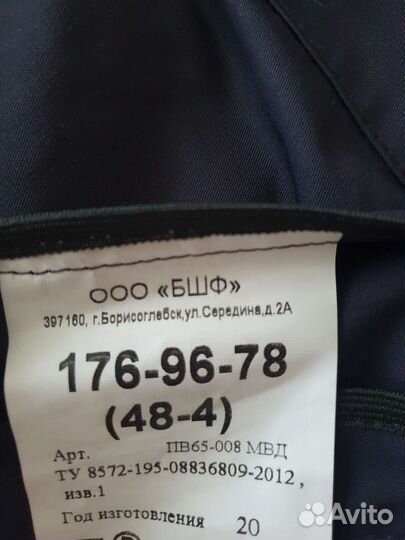 ООО «БШФ»
397160, г.Борисоглебск,ул.Середина,д.2А
176-96-78
(48-4)
Арт. ПВ65-008 МВД
ТУ 8572-195-08836809-2012 ,
изв.1
Год изготовления 20
Avito